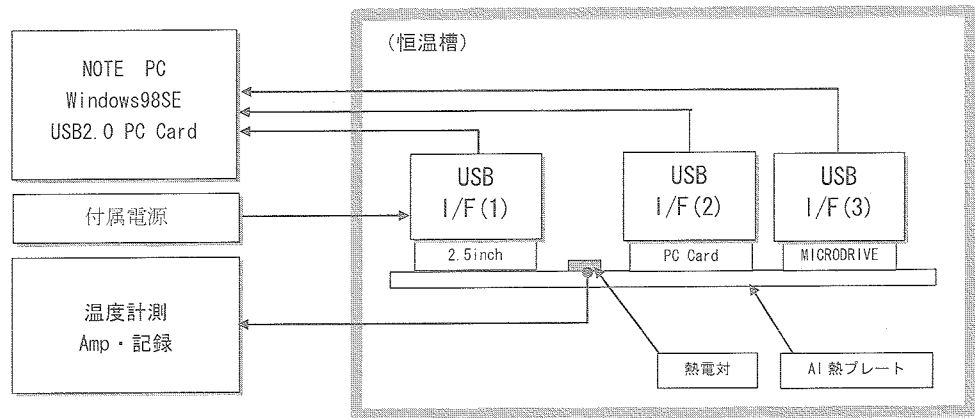 (恒温槽)
NOTE PC
Windows98SE
USB2.0 PC Card
USB
I/F(1)
USB
I/F(2)
USB
I/F(3)
付属電源
2.5inch
PC Card
MICRODRIVE
温度計測
Amp・記録
熱電対
Al 熱プレート